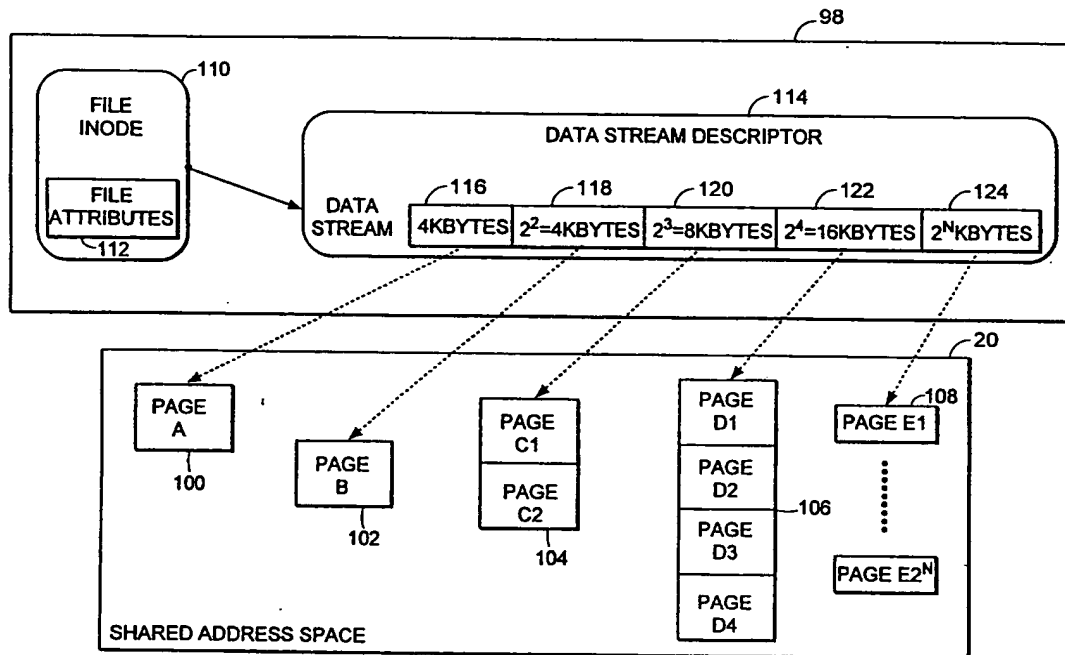 98
110
FILE
INODE
FILE
ATTRIBUTES
112
114
DATA STREAM DESCRIPTOR
DATA
STREAM
116
118
120
122
124
4KBYTES
2²=4KBYTES
2³=8KBYTES
2⁴=16KBYTES
2ᴺKBYTES
20
PAGE
A
100
PAGE
B
102
PAGE
C1
PAGE
C2
104
PAGE
D1
PAGE
D2
PAGE
D3
PAGE
D4
106
108
PAGE E1
PAGE E2ᴺ
SHARED ADDRESS SPACE